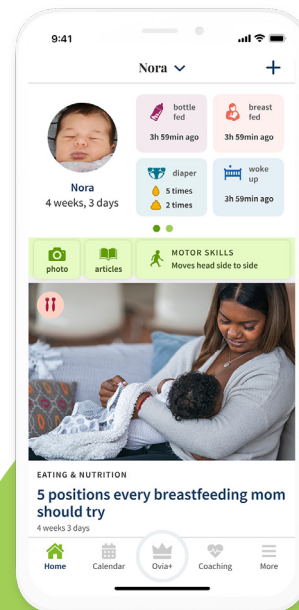 9:41
Nora
bottle
fed
3h 59min ago
breast
fed
3h 59min ago
Nora
4 weeks, 3 days
diaper
5 times
2 times
woke
up
3h 59min ago
photo
articles
MOTOR SKILLS
Moves head side to side
EATING & NUTRITION
5 positions every breastfeeding mom
should try
4 weeks 3 days
Home
Calendar
Ovia+
Coaching
More